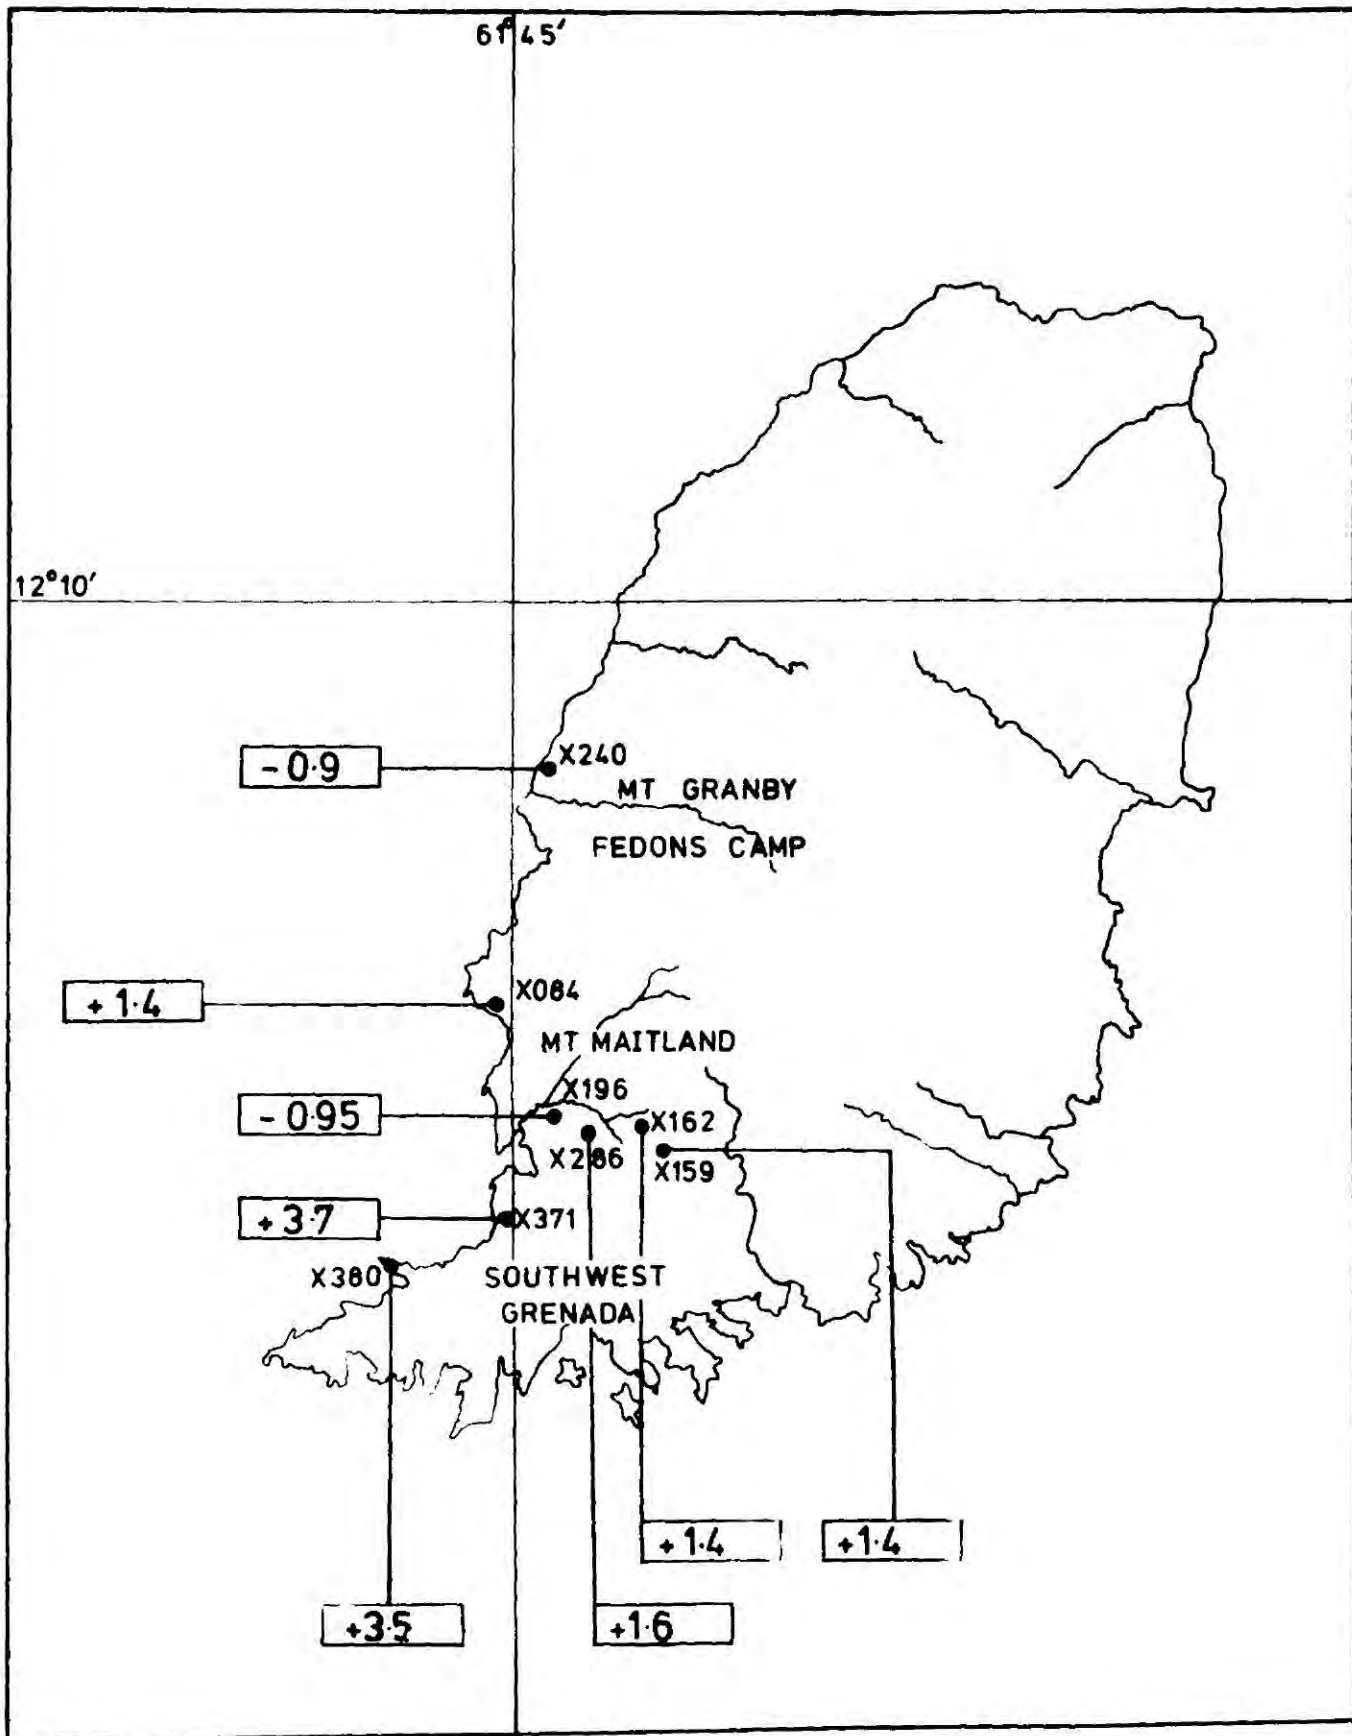 61°45′
12°10′
X240
-0.9
MT GRANBY
FEDONS CAMP
X084
+1.4
MT MAITLAND
X196
-0.95
X162
X286
X159
+3.7
X371
X380
SOUTHWEST
GRENADA
+1.4
+1.4
+3.5
+1.6